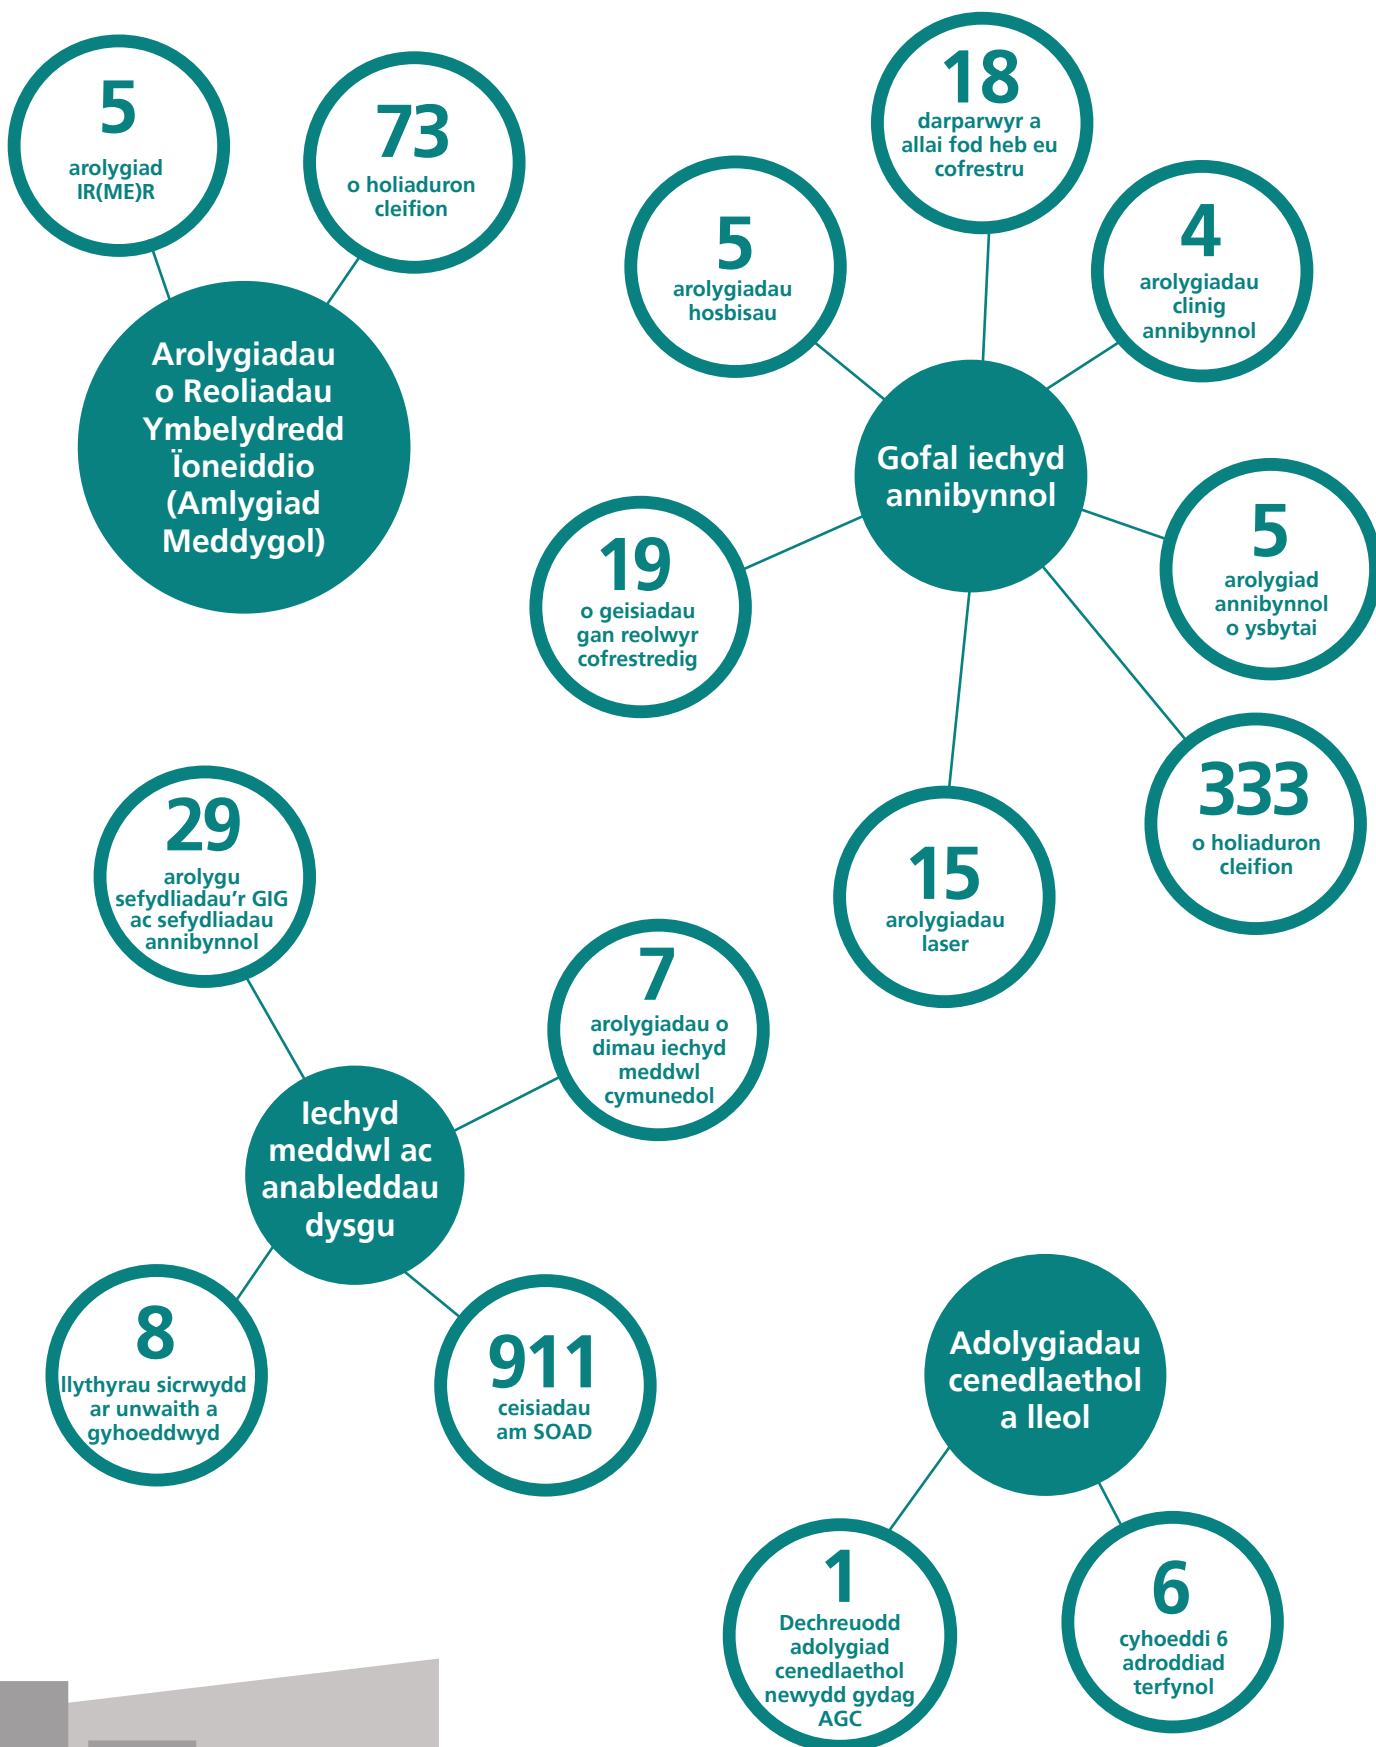 5
arolygiad
IR(ME)R
73
o holiaduron
cleifion
Arolygiadau
o Reoliadau
Ymbelydredd
Ïoneiddio
(Amlygiad
Meddygol)
18
darparwyr a
allai fod heb eu
cofrestru
5
arolygiadau
hosbisau
4
arolygiadau
clinig
annibynnol
Gofal iechyd
annibynnol
19
o geisiadau
gan reolwyr
cofrestredig
5
arolygiad
annibynnol
o ysbytai
333
o holiaduron
cleifion
15
arolygiadau
laser
29
arolygu
sefydliadau’r GIG
ac sefydliadau
annibynnol
7
arolygiadau o
dimau iechyd
meddwl
cymunedol
Iechyd
meddwl ac
anableddau
dysgu
8
llythyrau sicrwydd
ar unwaith a
gyhoeddwyd
911
ceisiadau
am SOAD
Adolygiadau
cenedlaethol
a lleol
1
Dechreuodd
adolygiad
cenedlaethol
newydd gydag
AGC
6
cyhoeddi 6
adroddiad
terfynol